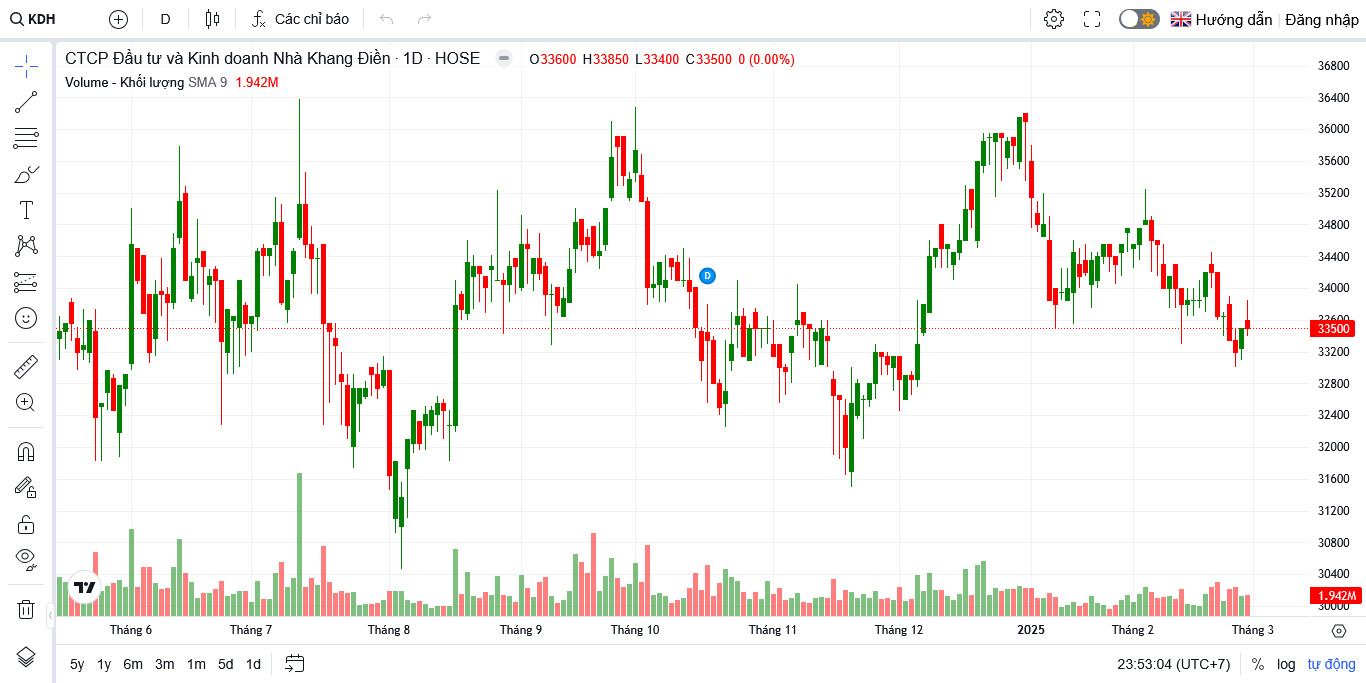 KDH D Các chỉ báo Hướng dẫn Đăng nhập
CTCP Đầu tư và Kinh doanh Nhà Khang Điền · 1D · HOSE O33600 H33850 L33400 C33500 0 (0.00%)
Volume - Khối lượng SMA 9 1.942M
36800
36400
36000
35600
35200
34800
34400
34000
33600
33500
33200
32800
32400
32000
31600
31200
30800
30400
1.942M
30000
D
Tháng 6 Tháng 7 Tháng 8 Tháng 9 Tháng 10 Tháng 11 Tháng 12 2025 Tháng 2 Tháng 3
5y 1y 6m 3m 1m 5d 1d 23:53:04 (UTC+7) % log tự động